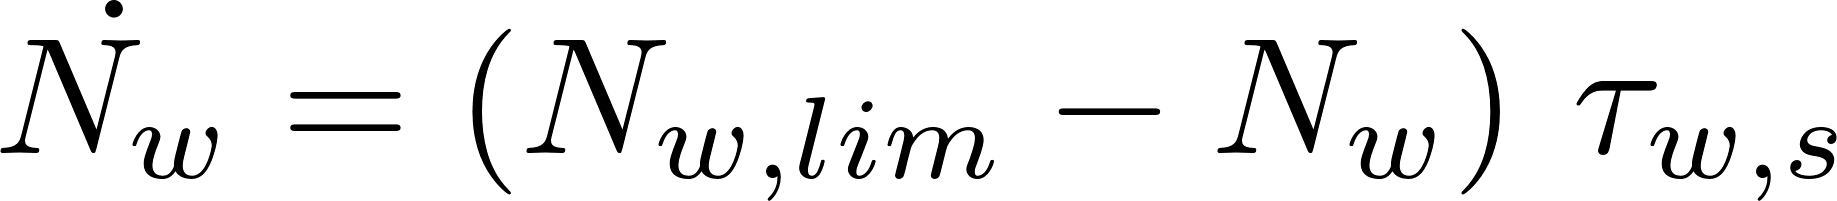 Ṅ_w = (N_{w,lim} − N_w) τ_{w,s}